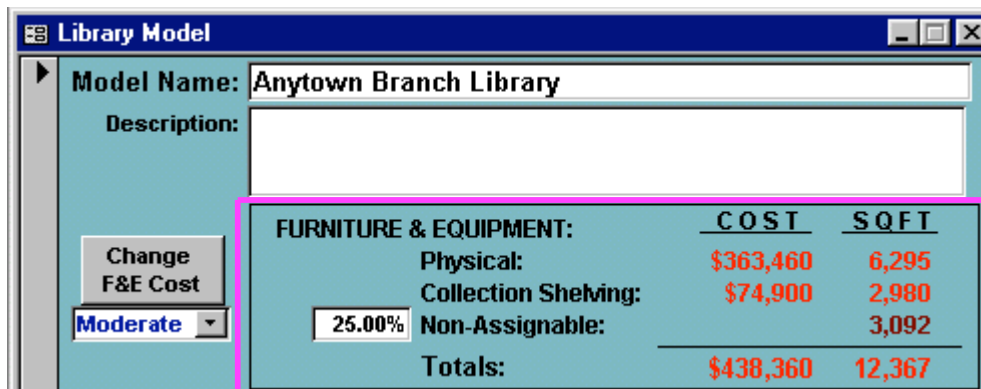 Library Model
Model Name: Anytown Branch Library
Description:
FURNITURE & EQUIPMENT: COST SQFT
Change
F&E Cost
Physical: $363,460 6,295
Collection Shelving: $74,900 2,980
Moderate 25.00% Non-Assignable: 3,092
Totals: $438,360 12,367